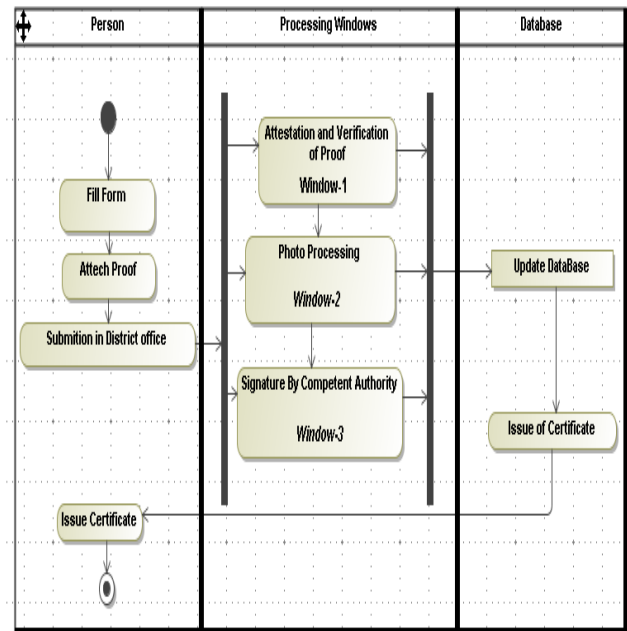 Person
Processing Windows
Database
Attestation and Verification
of Proof
Window-1
Fill Form
Attech Proof
Photo Processing
Window-2
Update DataBase
Submition in District office
Signature By Competent Authority
Window-3
Issue of Certificate
Issue Certificate